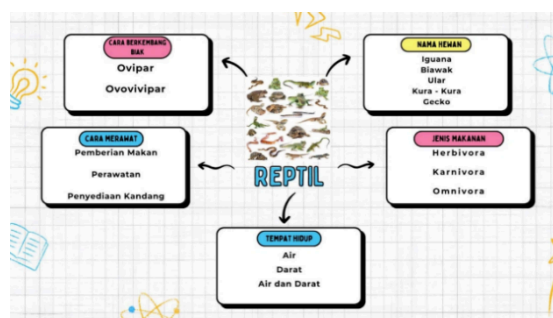 CARA BERKEMBANG
BIAK
Ovipar
Ovovivipar
NAMA HEWAN
Iguana
Biawak
Ular
Kura - Kura
Gecko
CARA MERAWAT
Pemberian Makan
Perawatan
Penyediaan Kandang
REPTIL
JENIS MAKANAN
Herbivora
Karnivora
Omnivora
TEMPAT HIDUP
Air
Darat
Air dan Darat